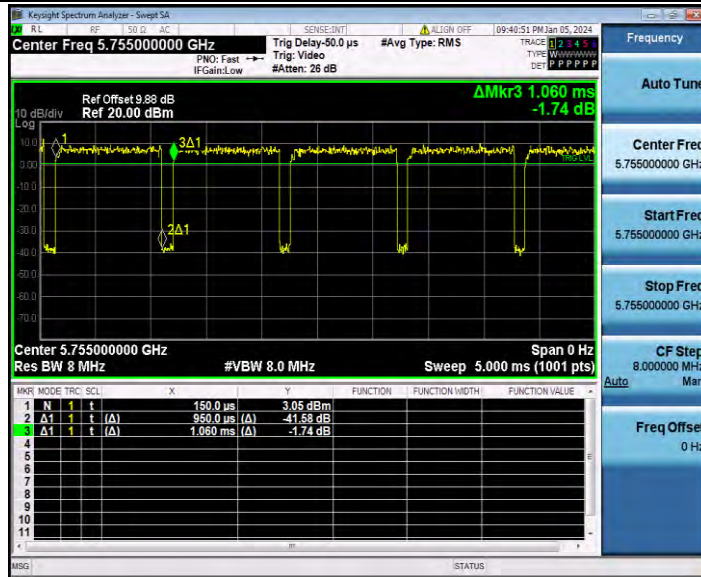 Keysight Spectrum Analyzer - Swept SA
RL RF 50 Ω AC SENSE:INT ALIGN OFF 09:40:51 PM Jan 05, 2024
Center Freq 5.755000000 GHz
PNO: Fast
IFGain:Low
Trig Delay-50.0 µs
Trig: Video
#Atten: 26 dB
#Avg Type: RMS
TRACE 1 2 3 4 5 6
TYPE WWWWWW
DET P P P P P P
Frequency
Auto Tune
Center Freq
5.755000000 GHz
Start Freq
5.755000000 GHz
Stop Freq
5.755000000 GHz
CF Step
8.000000 MHz
Auto Man
Freq Offset
0 Hz
ΔMkr3 1.060 ms
-1.74 dB
Ref Offset 9.88 dB
10 dB/div Ref 20.00 dBm
Log
10.0
0.00
-10.0
-20.0
-30.0
-40.0
-50.0
-60.0
-70.0
1
3Δ1
2Δ1
TRIG LVL
Center 5.755000000 GHz Span 0 Hz
Res BW 8 MHz #VBW 8.0 MHz Sweep 5.000 ms (1001 pts)
MKR MODE TRC SCL X Y FUNCTION FUNCTION WIDTH FUNCTION VALUE
1 N 1 t 150.0 µs 3.05 dBm
2 Δ1 1 t (Δ) 950.0 µs (Δ) -41.58 dB
3 Δ1 1 t (Δ) 1.060 ms (Δ) -1.74 dB
4
5
6
7
8
9
10
11
MSG STATUS